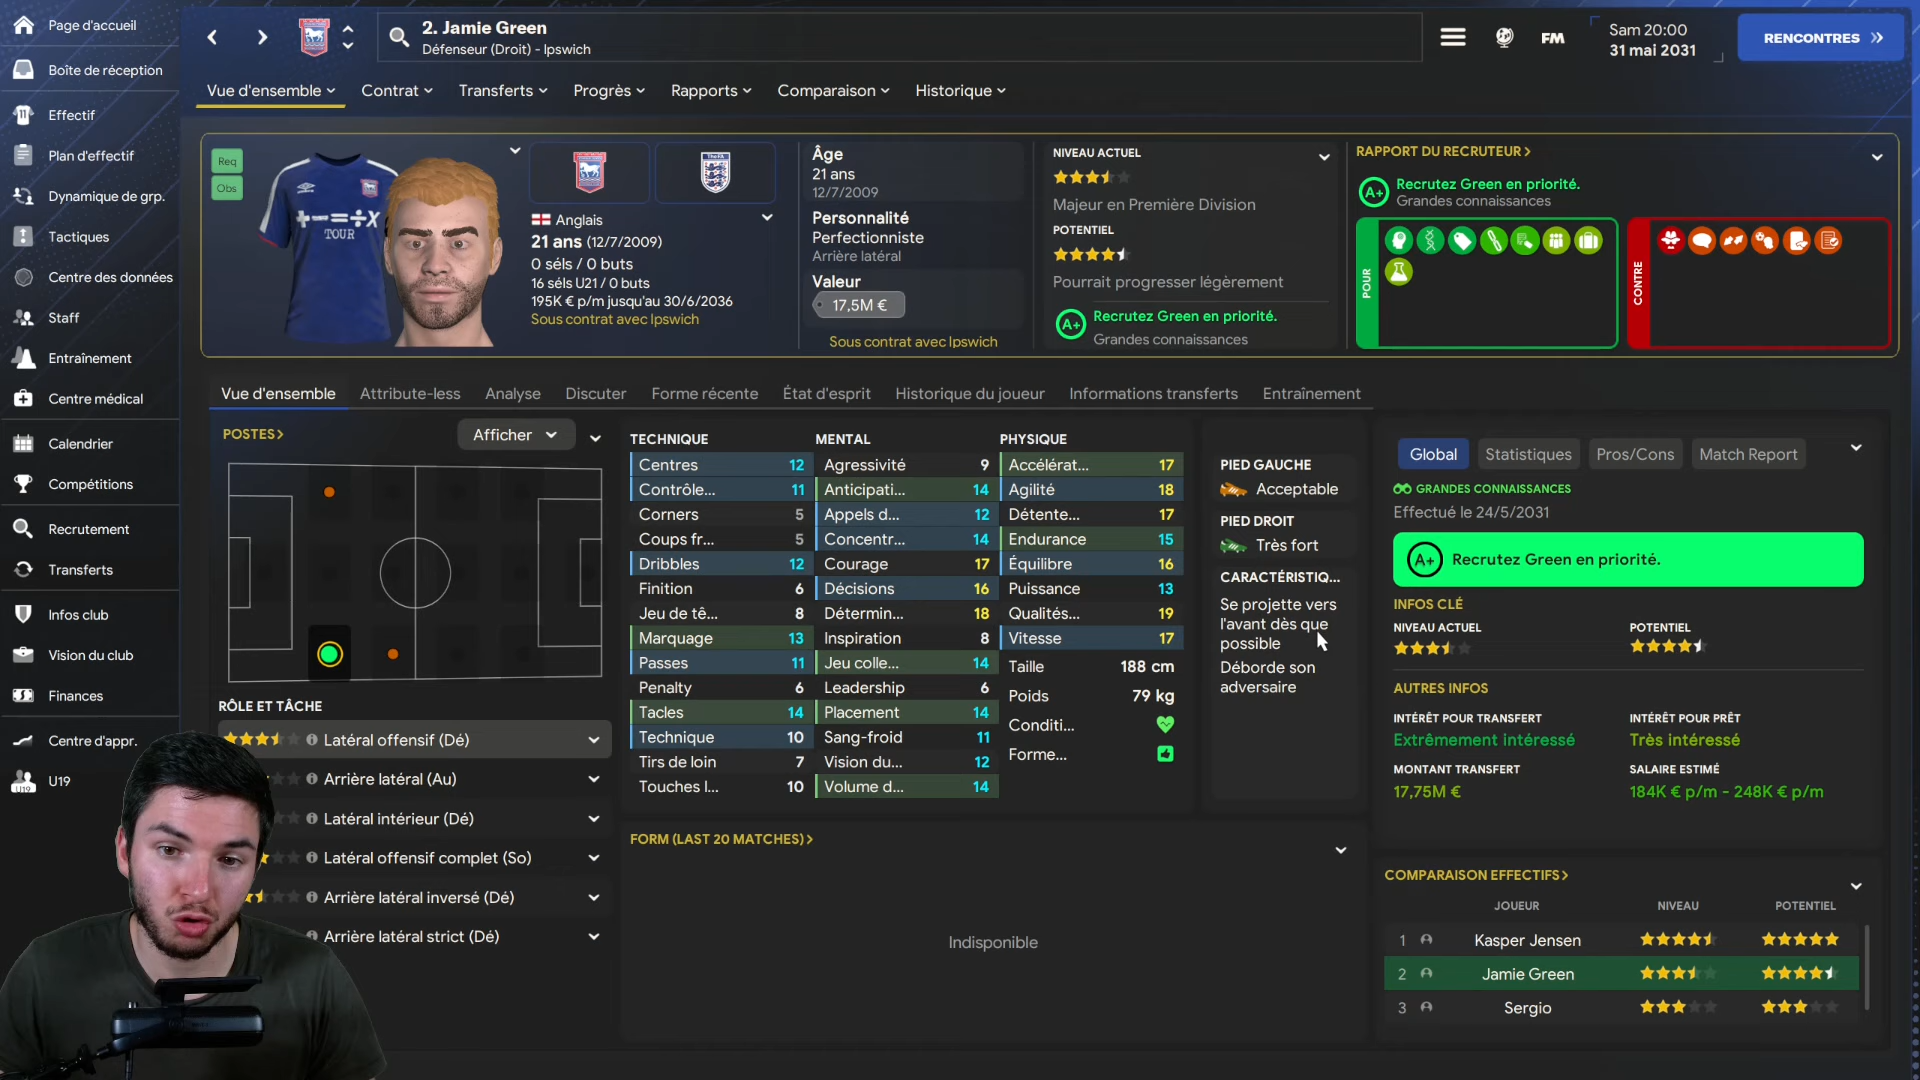 Page d'accueil
Boîte de réception
Effectif
Plan d'effectif
Dynamique de grp.
Tactiques
Centre des données
Staff
Entraînement
Centre médical
Calendrier
Compétitions
Recrutement
Transferts
Infos club
Vision du club
Finances
Centre d'appr.
U19
2. Jamie Green
Défenseur (Droit) - Ipswich
FM
Sam 20:00
31 mai 2031
RENCONTRES
Vue d'ensemble
Contrat
Transferts
Progrès
Rapports
Comparaison
Historique
Req
Obs
TOUR
Anglais
21 ans (12/7/2009)
0 séls / 0 buts
16 séls U21 / 0 buts
195K € p/m jusqu'au 30/6/2036
Sous contrat avec Ipswich
Âge
21 ans
12/7/2009
Personnalité
Perfectionniste
Arrière latéral
Valeur
17,5M €
Sous contrat avec Ipswich
NIVEAU ACTUEL
Majeur en Première Division
POTENTIEL
Pourrait progresser légèrement
A+ Recrutez Green en priorité.
Grandes connaissances
RAPPORT DU RECRUTEUR >
A+ Recrutez Green en priorité.
Grandes connaissances
POUR
CONTRE
Vue d'ensemble
Attribute-less
Analyse
Discuter
Forme récente
État d'esprit
Historique du joueur
Informations transferts
Entraînement
POSTES >
Afficher
RÔLE ET TÂCHE
Latéral offensif (Dé)
Arrière latéral (Au)
Latéral intérieur (Dé)
Latéral offensif complet (So)
Arrière latéral inversé (Dé)
Arrière latéral strict (Dé)
TECHNIQUE
Centres 12
Contrôle... 11
Corners 5
Coups fr... 5
Dribbles 12
Finition 6
Jeu de tê... 8
Marquage 13
Passes 11
Penalty 6
Tacles 14
Technique 10
Tirs de loin 7
Touches l... 10
MENTAL
Agressivité 9
Anticipati... 14
Appels d... 12
Concentr... 14
Courage 17
Décisions 16
Détermin... 18
Inspiration 8
Jeu colle... 14
Leadership 6
Placement 14
Sang-froid 11
Vision du... 12
Volume d... 14
PHYSIQUE
Accélérat... 17
Agilité 18
Détente... 17
Endurance 15
Équilibre 16
Puissance 13
Qualités... 19
Vitesse 17
Taille 188 cm
Poids 79 kg
Conditi...
Forme...
PIED GAUCHE
Acceptable
PIED DROIT
Très fort
CARACTÉRISTIQ...
Se projette vers
l'avant dès que
possible
Déborde son
adversaire
FORM (LAST 20 MATCHES) >
Indisponible
Global
Statistiques
Pros/Cons
Match Report
GRANDES CONNAISSANCES
Effectué le 24/5/2031
A+ Recrutez Green en priorité.
INFOS CLÉ
NIVEAU ACTUEL
POTENTIEL
AUTRES INFOS
INTÉRÊT POUR TRANSFERT
Extrêmement intéressé
INTÉRÊT POUR PRÊT
Très intéressé
MONTANT TRANSFERT
17,75M €
SALAIRE ESTIMÉ
184K € p/m - 248K € p/m
COMPARAISON EFFECTIFS >
JOUEUR NIVEAU POTENTIEL
1 Kasper Jensen
2 Jamie Green
3 Sergio